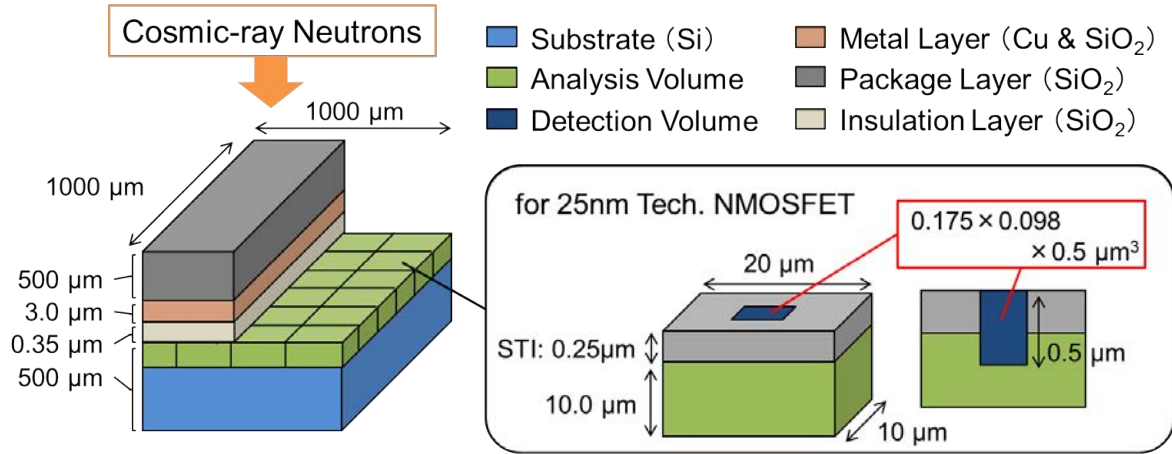 Cosmic-ray Neutrons
Substrate (Si)
Analysis Volume
Detection Volume
Metal Layer (Cu & SiO₂)
Package Layer (SiO₂)
Insulation Layer (SiO₂)
1000 μm
1000 μm
500 μm
3.0 μm
0.35 μm
500 μm
for 25nm Tech. NMOSFET
0.175 × 0.098
× 0.5 μm³
20 μm
STI: 0.25μm
10.0 μm
10 μm
0.5 μm